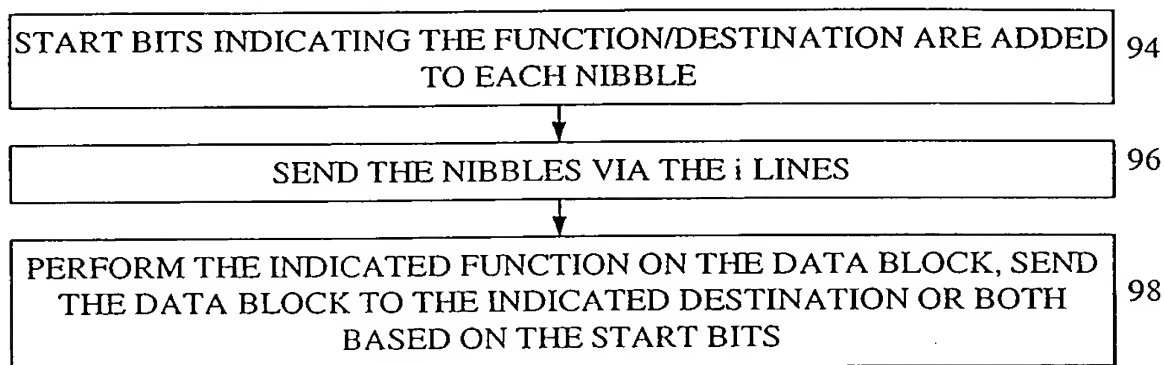 START BITS INDICATING THE FUNCTION/DESTINATION ARE ADDED
TO EACH NIBBLE
94
SEND THE NIBBLES VIA THE i LINES
96
PERFORM THE INDICATED FUNCTION ON THE DATA BLOCK, SEND
THE DATA BLOCK TO THE INDICATED DESTINATION OR BOTH
BASED ON THE START BITS
98